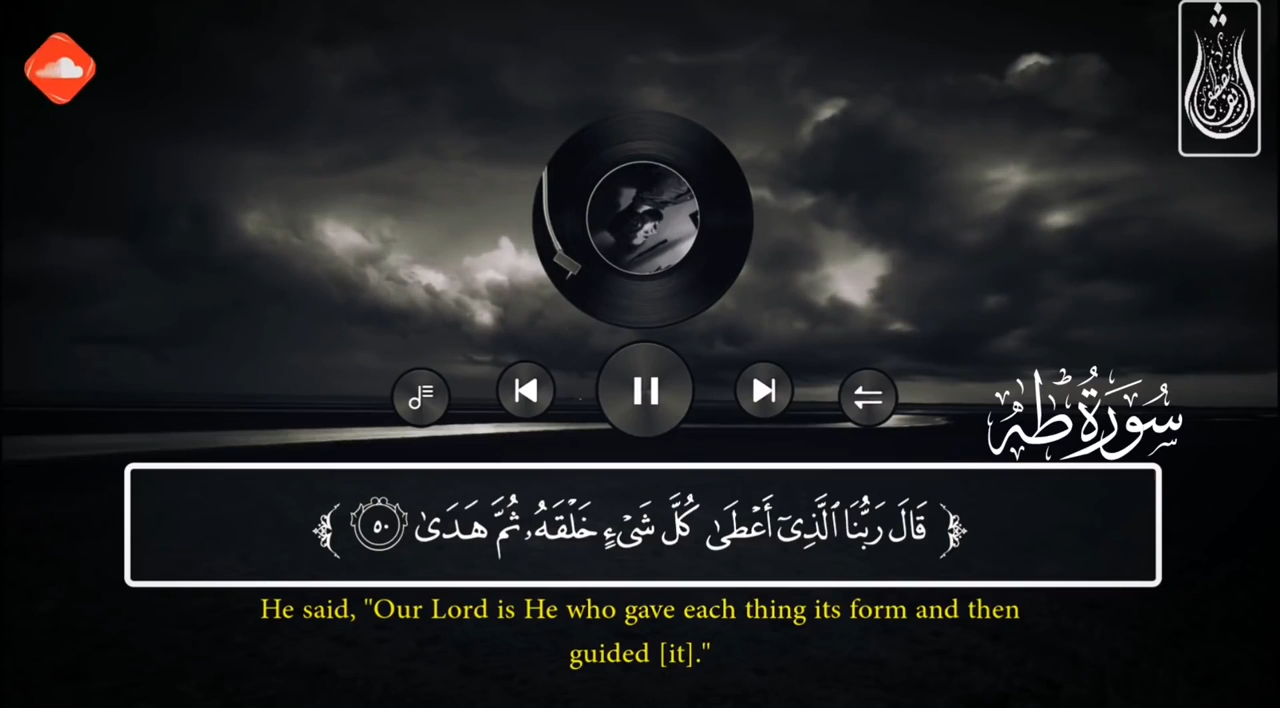 سُورَةُ طه
﴿ قَالَ رَبُّنَا ٱلَّذِىٓ أَعْطَىٰ كُلَّ شَىْءٍ خَلْقَهُۥ ثُمَّ هَدَىٰ ٥٠ ﴾
He said, "Our Lord is He who gave each thing its form and then
guided [it]."